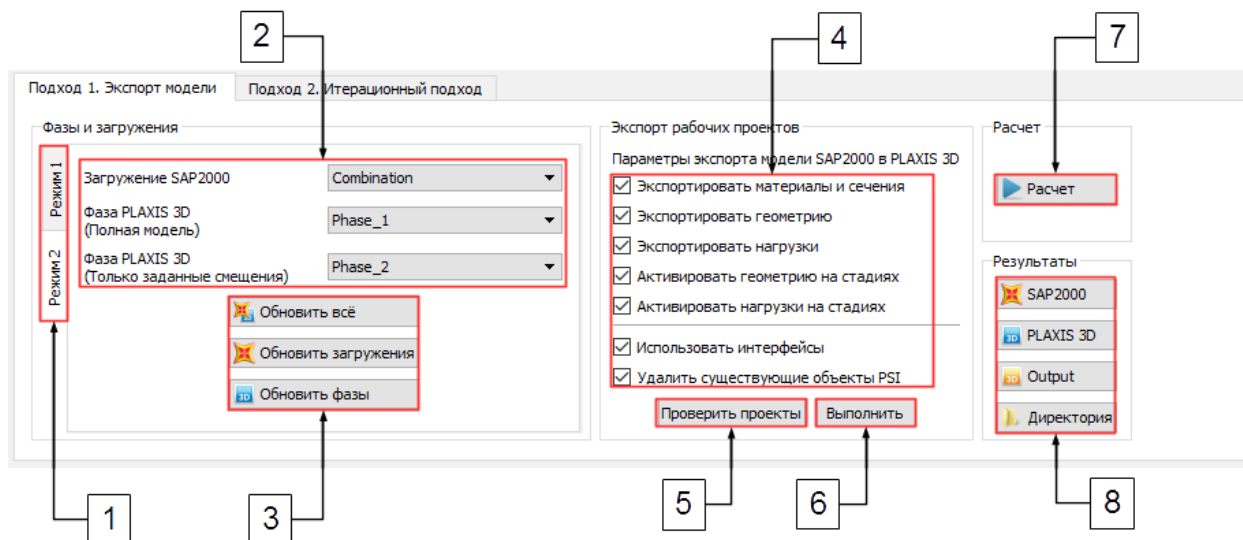 2
4
7
Подход 1. Экспорт модели
Подход 2. Итерационный подход
Фазы и загружения
Режим 1
Режим 2
Загружение SAP2000
Combination
Фаза PLAXIS 3D
(Полная модель)
Phase_1
Фаза PLAXIS 3D
(Только заданные смещения)
Phase_2
Обновить всё
Обновить загружения
3D Обновить фазы
Экспорт рабочих проектов
Параметры экспорта модели SAP2000 в PLAXIS 3D
Экспортировать материалы и сечения
Экспортировать геометрию
Экспортировать нагрузки
Активировать геометрию на стадиях
Активировать нагрузки на стадиях
Использовать интерфейсы
Удалить существующие объекты PSI
Проверить проекты
Выполнить
Расчет
Расчет
Результаты
SAP2000
3D PLAXIS 3D
3D Output
Директория
1
3
5
6
8